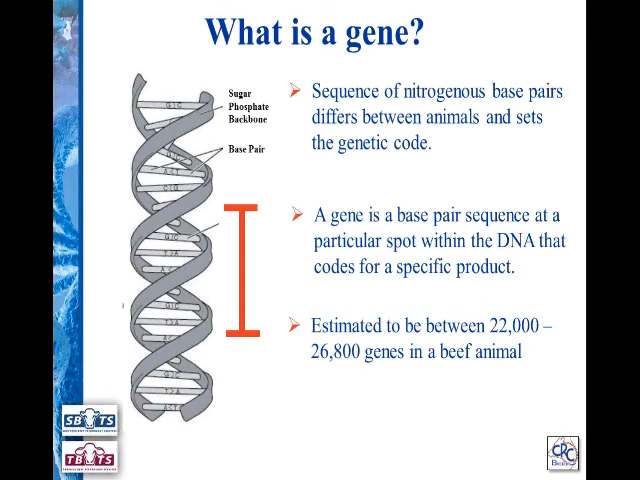 What is a gene?
Sugar
Phosphate
Backbone
Base Pair
Sequence of nitrogenous base pairs
differs between animals and sets
the genetic code.
A gene is a base pair sequence at a
particular spot within the DNA that
codes for a specific product.
Estimated to be between 22,000 –
26,800 genes in a beef animal
SBTS
TBTS
CRC